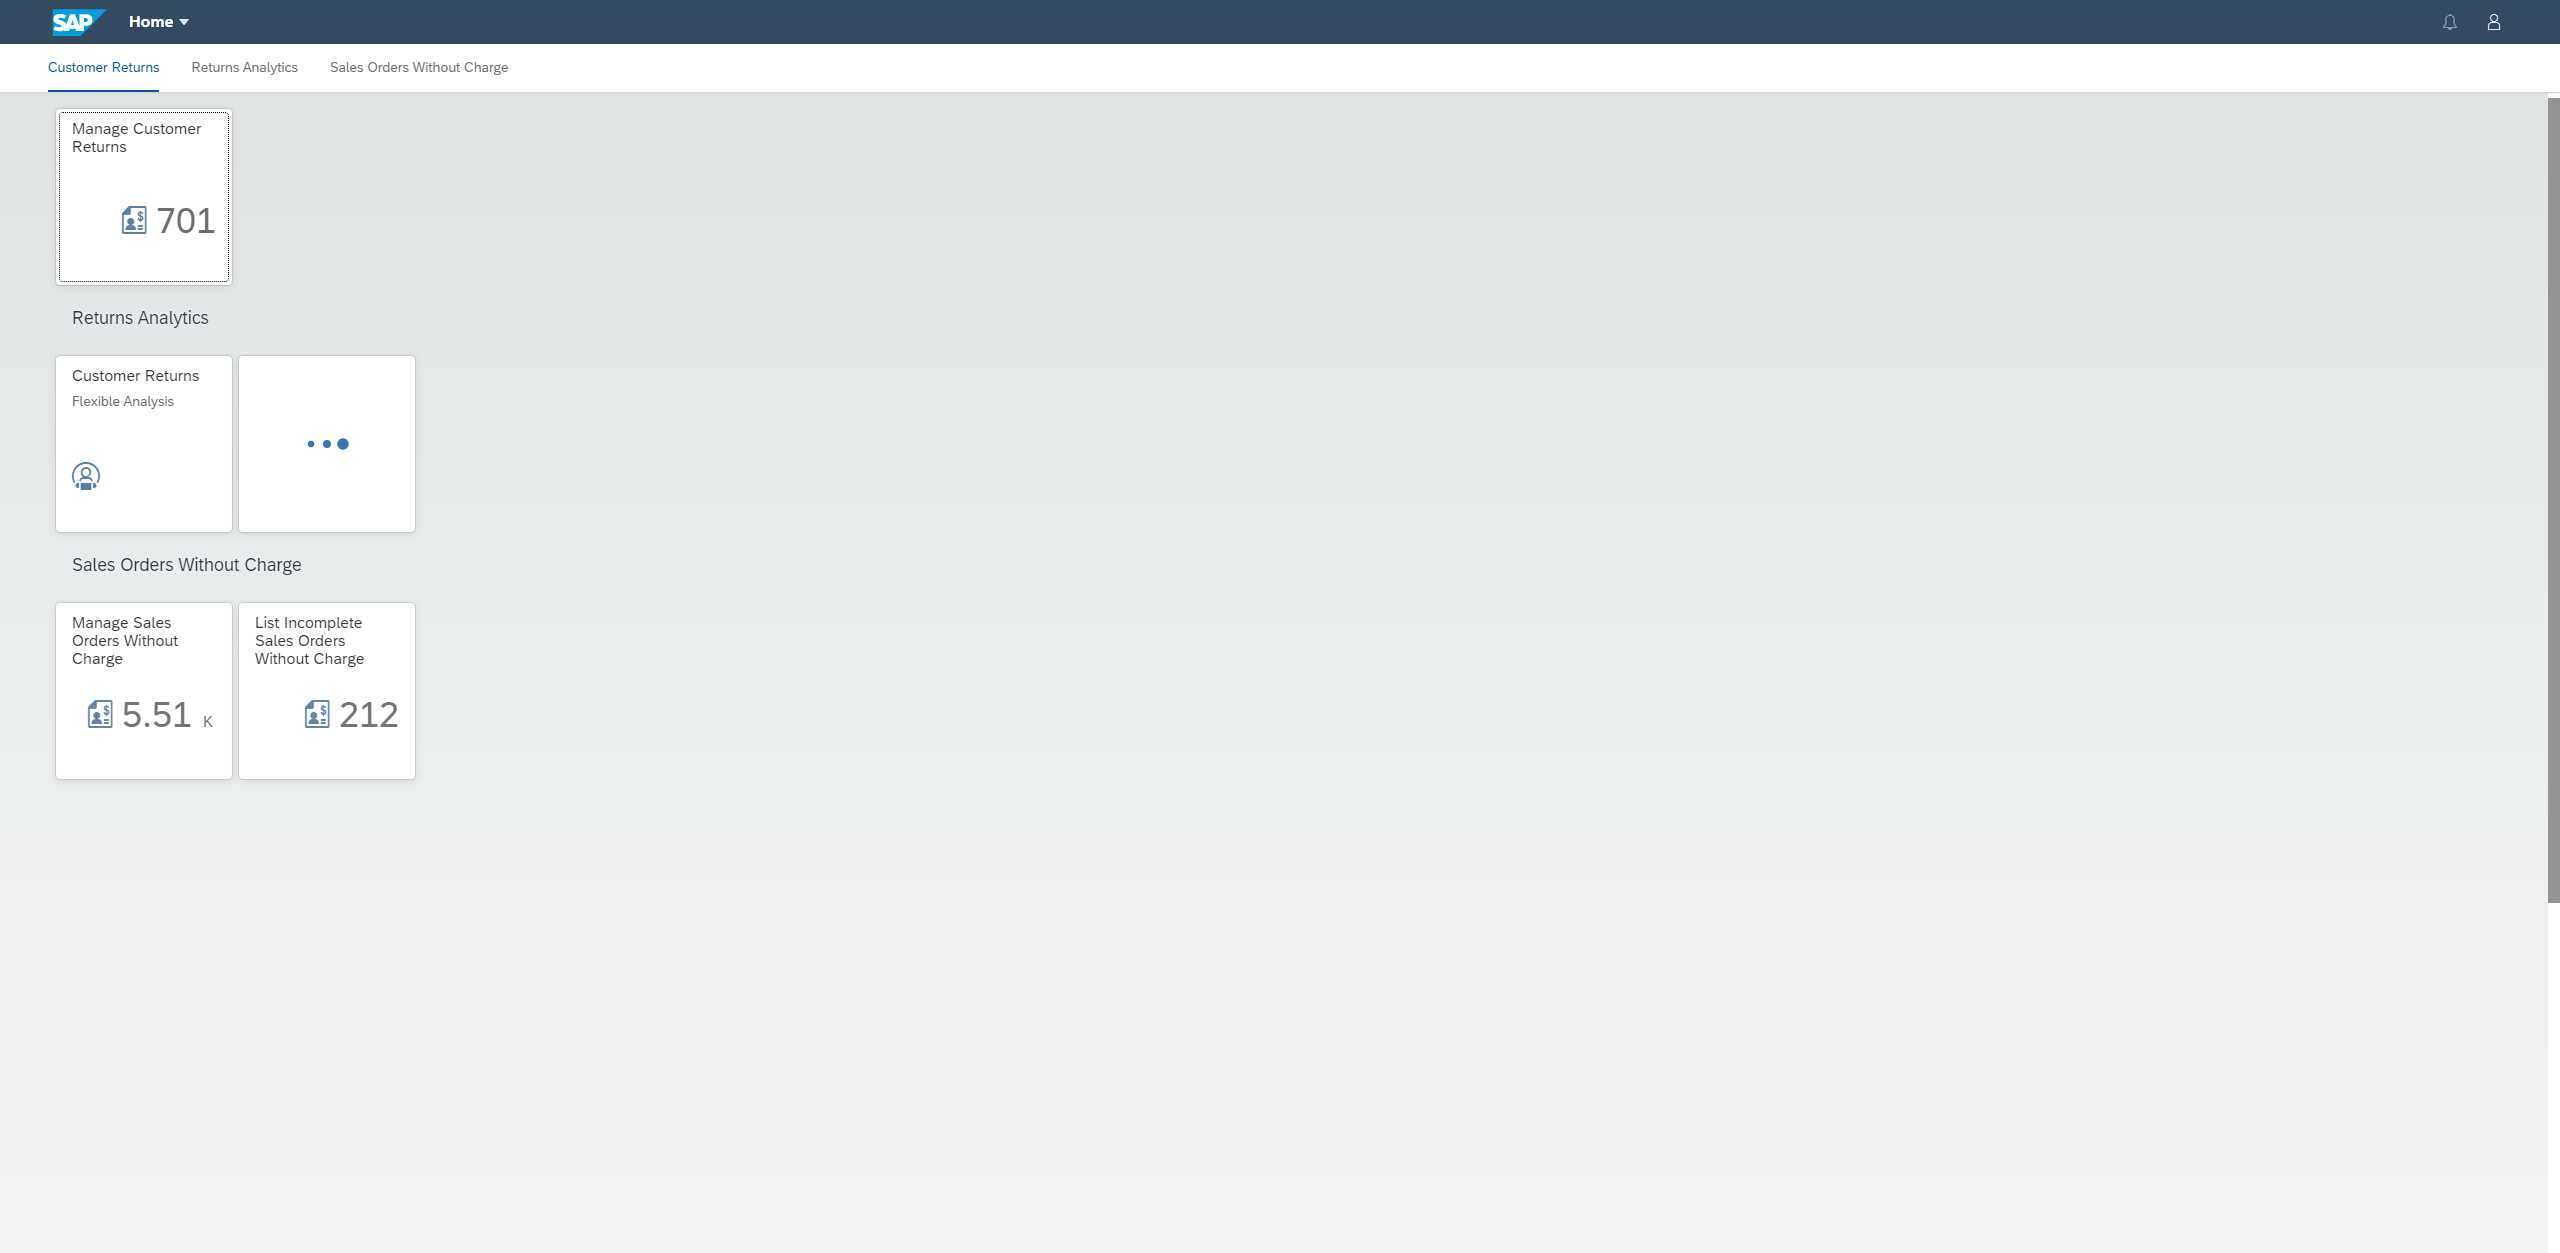 SAP Home
Customer Returns Returns Analytics Sales Orders Without Charge
Manage Customer
Returns
$ 701
Returns Analytics
Customer Returns
Flexible Analysis
Sales Orders Without Charge
Manage Sales
Orders Without
Charge
$ 5.51 K
List Incomplete
Sales Orders
Without Charge
$ 212